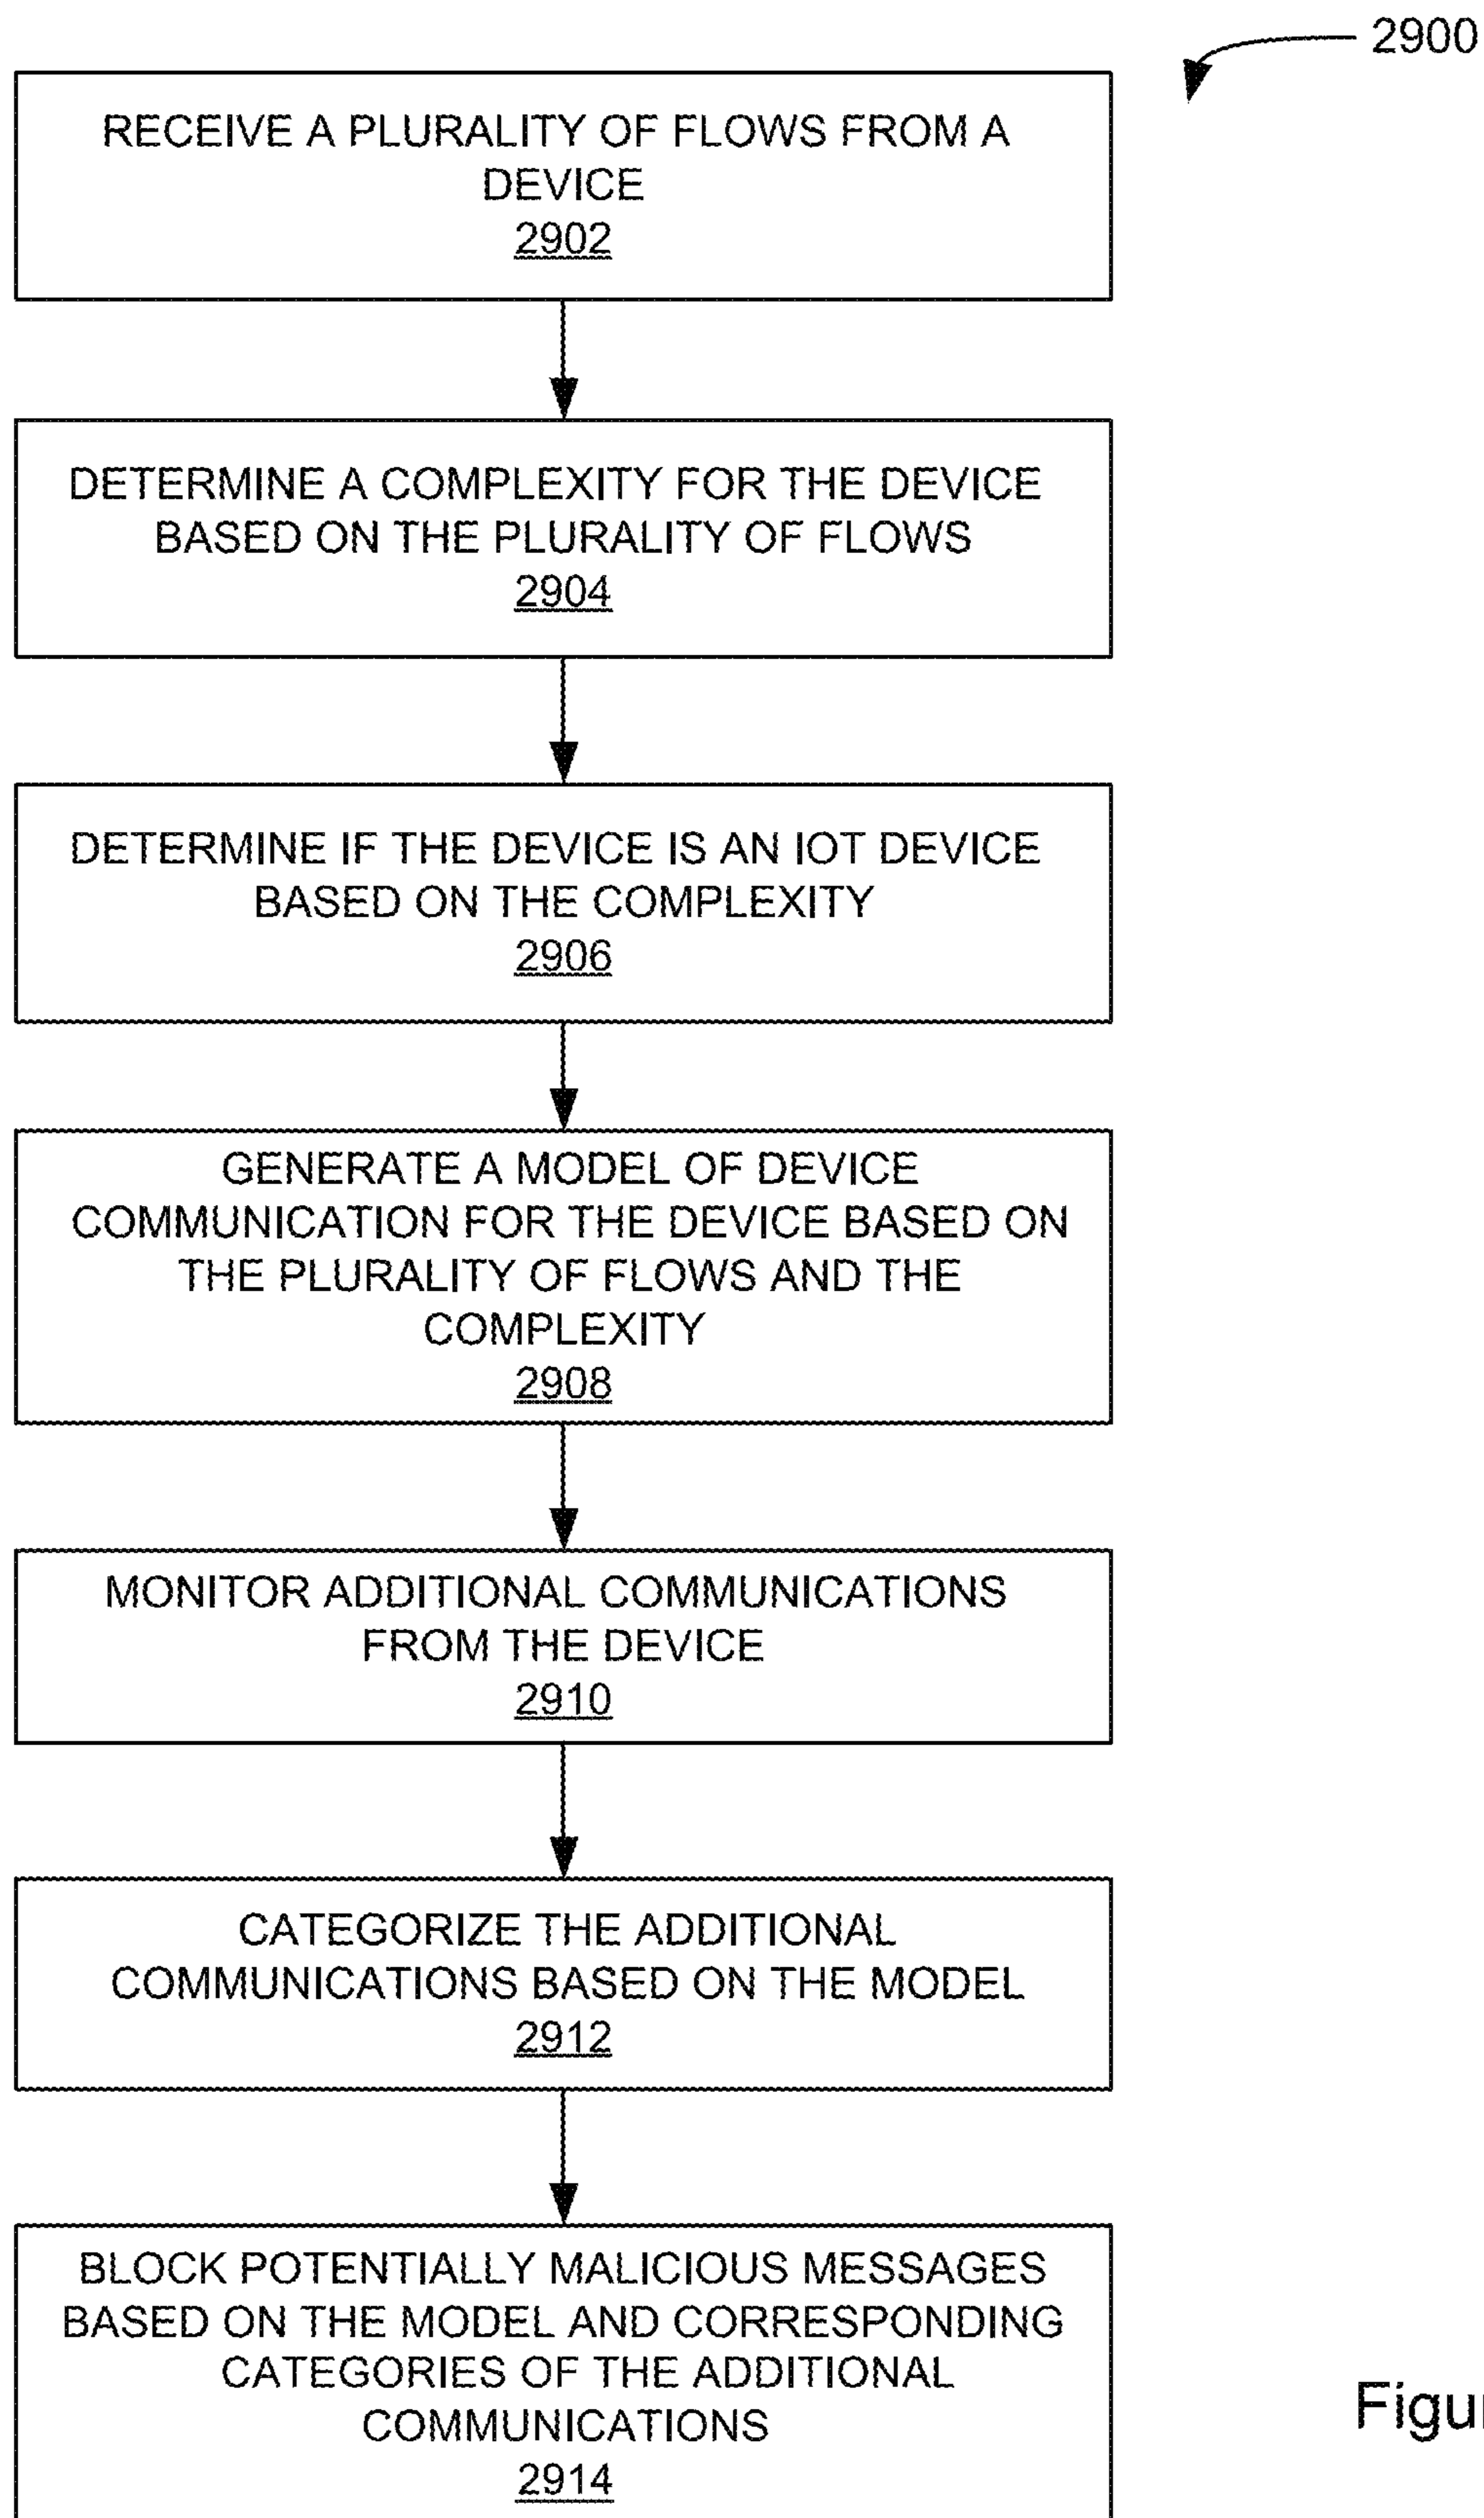 2900
RECEIVE A PLURALITY OF FLOWS FROM A
DEVICE
2902
DETERMINE A COMPLEXITY FOR THE DEVICE
BASED ON THE PLURALITY OF FLOWS
2904
DETERMINE IF THE DEVICE IS AN IOT DEVICE
BASED ON THE COMPLEXITY
2906
GENERATE A MODEL OF DEVICE
COMMUNICATION FOR THE DEVICE BASED ON
THE PLURALITY OF FLOWS AND THE
COMPLEXITY
2908
MONITOR ADDITIONAL COMMUNICATIONS
FROM THE DEVICE
2910
CATEGORIZE THE ADDITIONAL
COMMUNICATIONS BASED ON THE MODEL
2912
BLOCK POTENTIALLY MALICIOUS MESSAGES
BASED ON THE MODEL AND CORRESPONDING
CATEGORIES OF THE ADDITIONAL
COMMUNICATIONS
2914